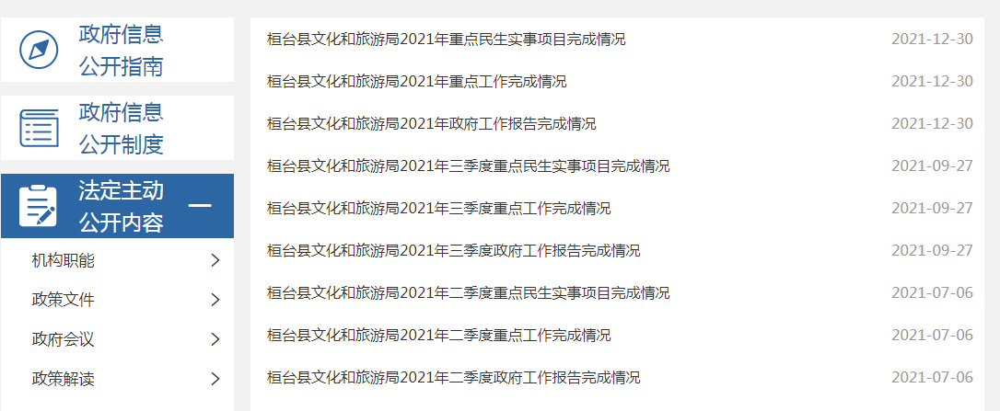 政府信息
公开指南
政府信息
公开制度
法定主动
公开内容
机构职能
政策文件
政府会议
政策解读
桓台县文化和旅游局2021年重点民生实事项目完成情况 2021-12-30
桓台县文化和旅游局2021年重点工作完成情况 2021-12-30
桓台县文化和旅游局2021年政府工作报告完成情况 2021-12-30
桓台县文化和旅游局2021年三季度重点民生实事项目完成情况 2021-09-27
桓台县文化和旅游局2021年三季度重点工作完成情况 2021-09-27
桓台县文化和旅游局2021年三季度政府工作报告完成情况 2021-09-27
桓台县文化和旅游局2021年二季度重点民生实事项目完成情况 2021-07-06
桓台县文化和旅游局2021年二季度重点工作完成情况 2021-07-06
桓台县文化和旅游局2021年二季度政府工作报告完成情况 2021-07-06